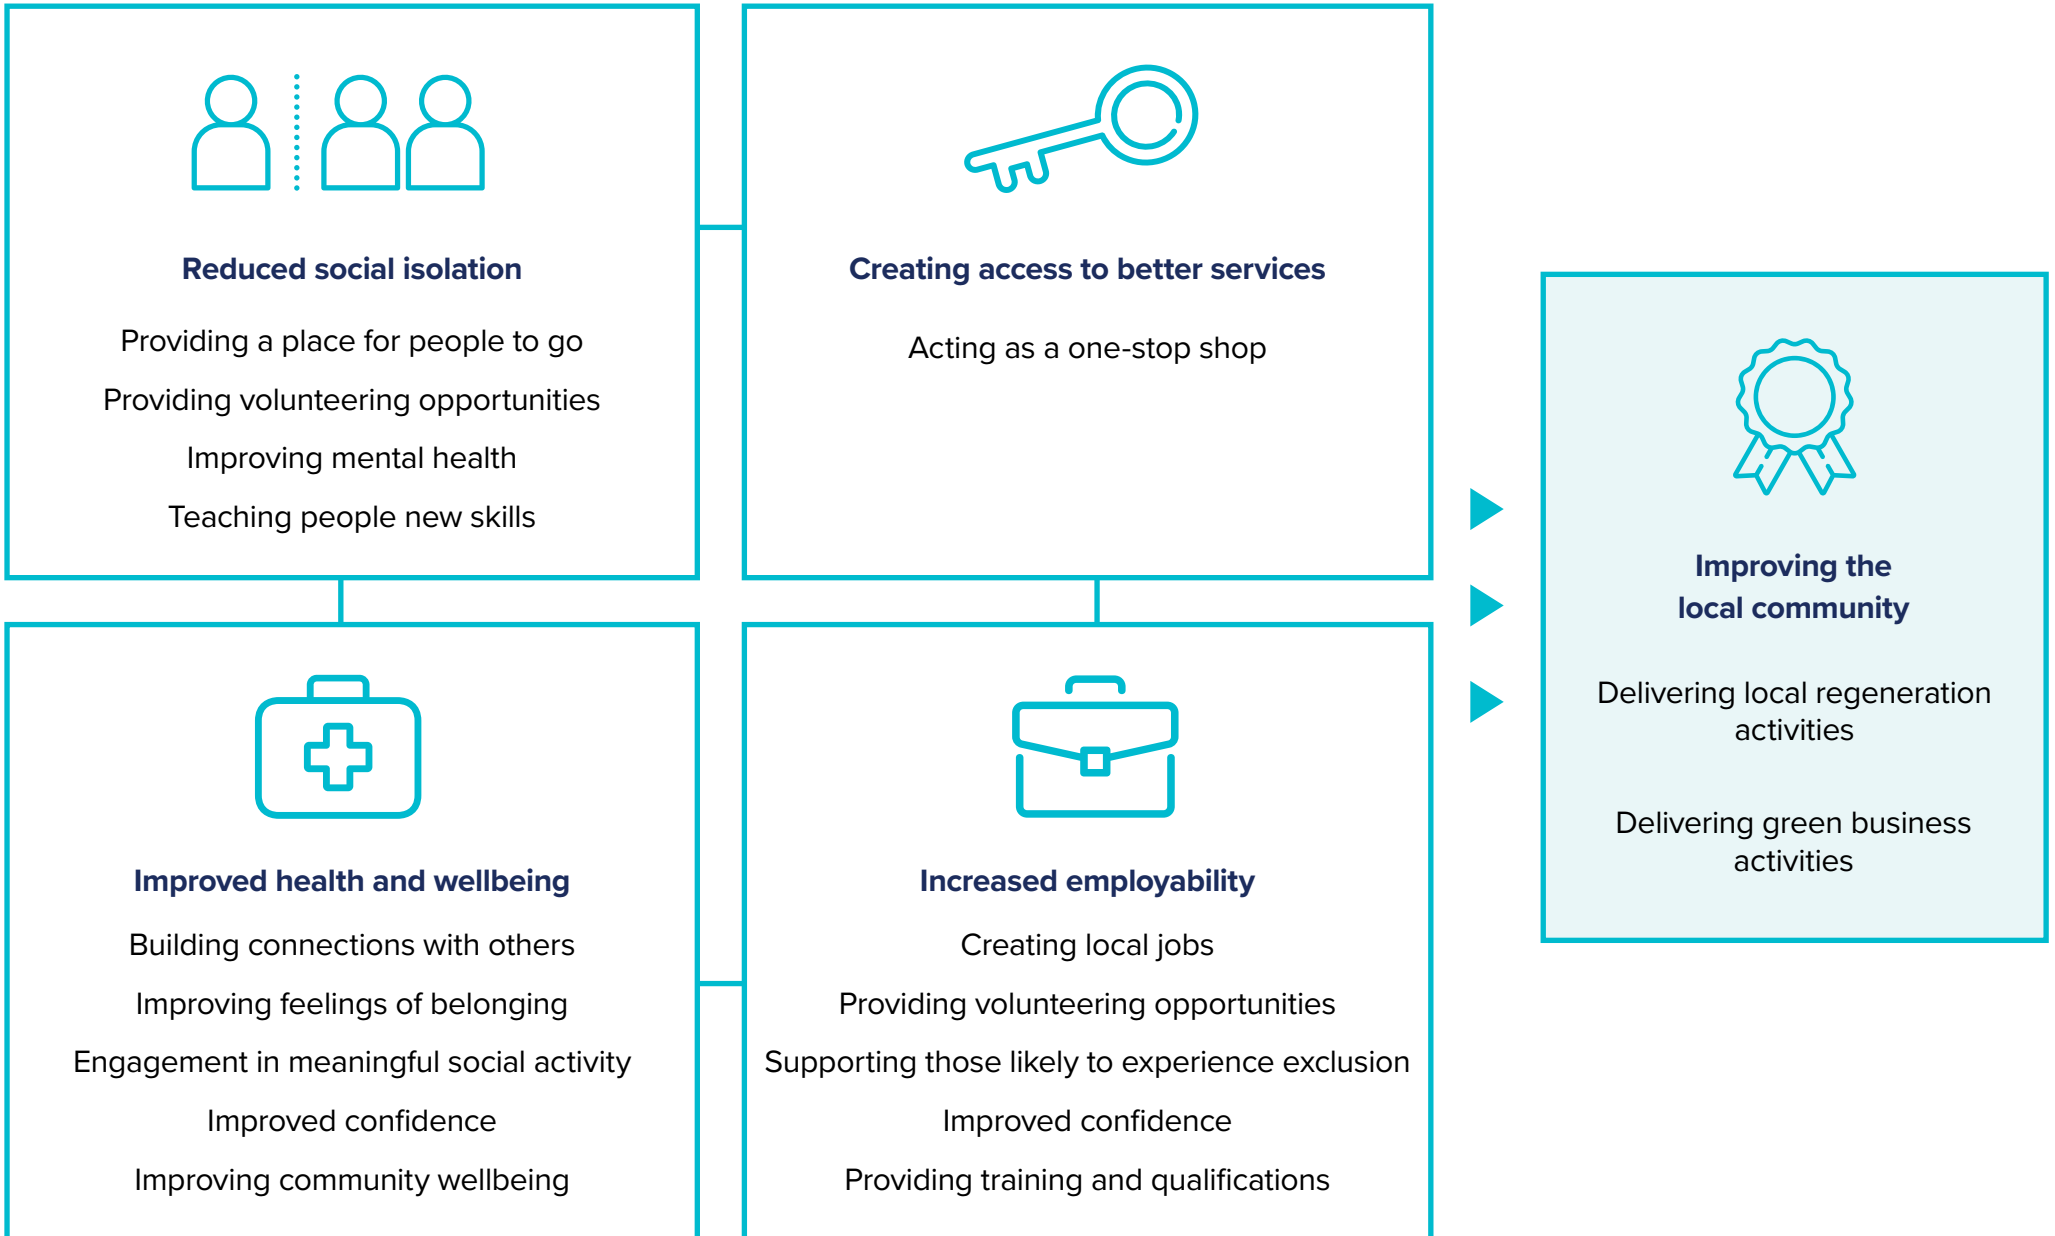 Reduced social isolation
Providing a place for people to go
Providing volunteering opportunities
Improving mental health
Teaching people new skills
Creating access to better services
Acting as a one-stop shop
Improved health and wellbeing
Building connections with others
Improving feelings of belonging
Engagement in meaningful social activity
Improved confidence
Improving community wellbeing
Increased employability
Creating local jobs
Providing volunteering opportunities
Supporting those likely to experience exclusion
Improved confidence
Providing training and qualifications
Improving the
local community
Delivering local regeneration
activities
Delivering green business
activities